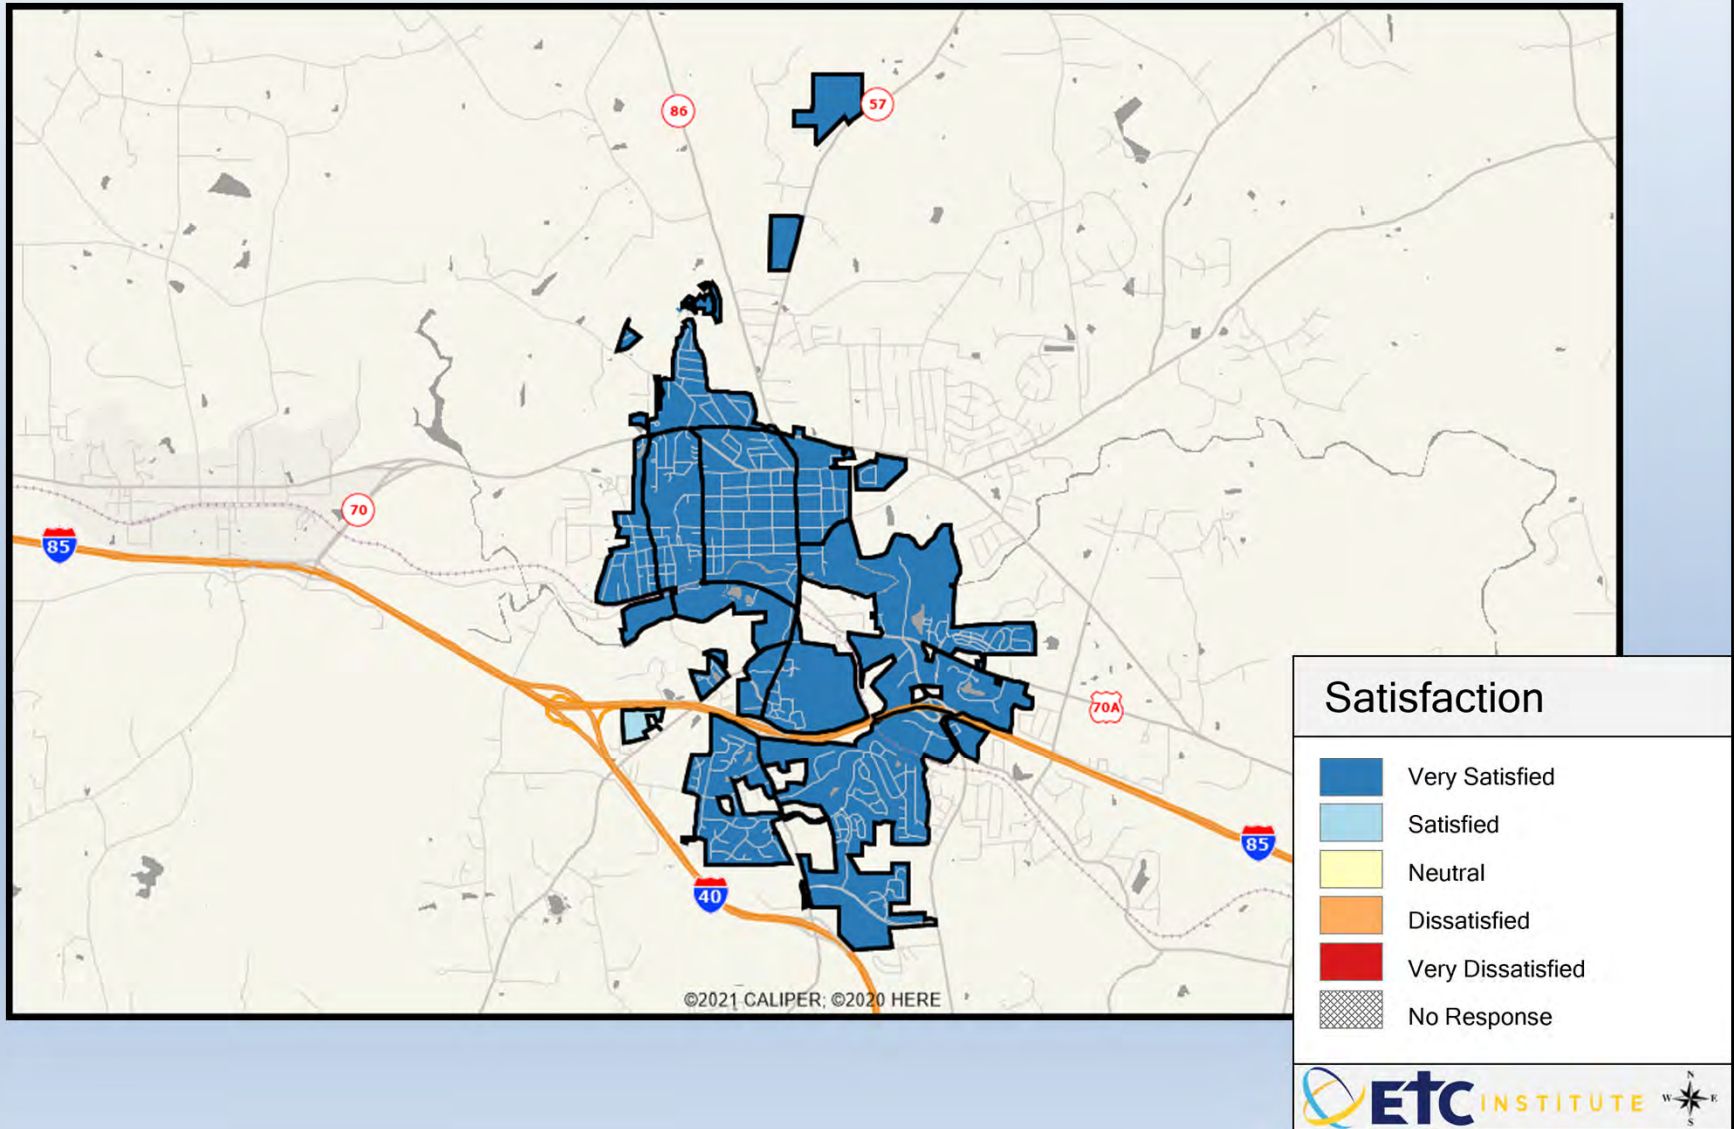 86
57
70
85
70A
85
40
©2021 CALIPER; ©2020 HERE
Satisfaction
Very Satisfied
Satisfied
Neutral
Dissatisfied
Very Dissatisfied
No Response
ETC INSTITUTE
N
W E
S